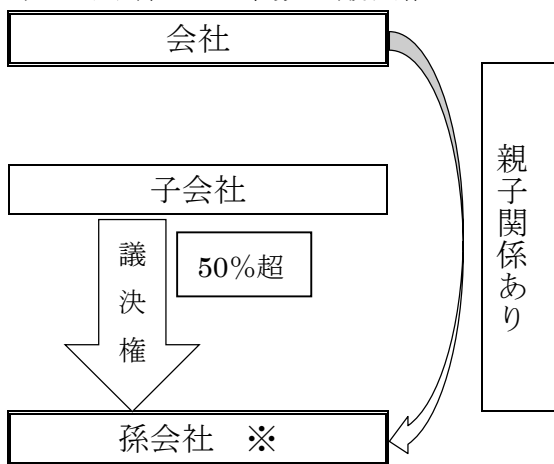 会社
子会社
議決権
50%超
親子関係あり
孫会社 ※